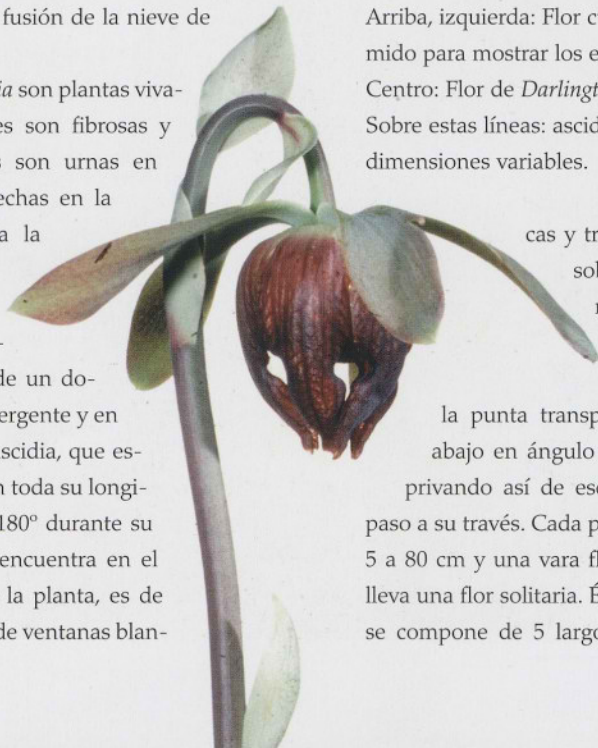 fusión de la nieve de
ia son plantas viva-
es son fibrosas y
s son urnas en
echas en la
a la
-
de un do-
ergente y en
scidia, que es-
n toda su longi-
180º durante su
encuentra en el
la planta, es de
de ventanas blan-
Arriba, izquierda: Flor c
mido para mostrar los e
Centro: Flor de Darlingt
Sobre estas líneas: ascid
dimensiones variables.
cas y tr
sob
la punta transp
abajo en ángulo
privando así de es
paso a su través. Cada p
5 a 80 cm y una vara fl
lleva una flor solitaria. É
se compone de 5 largo